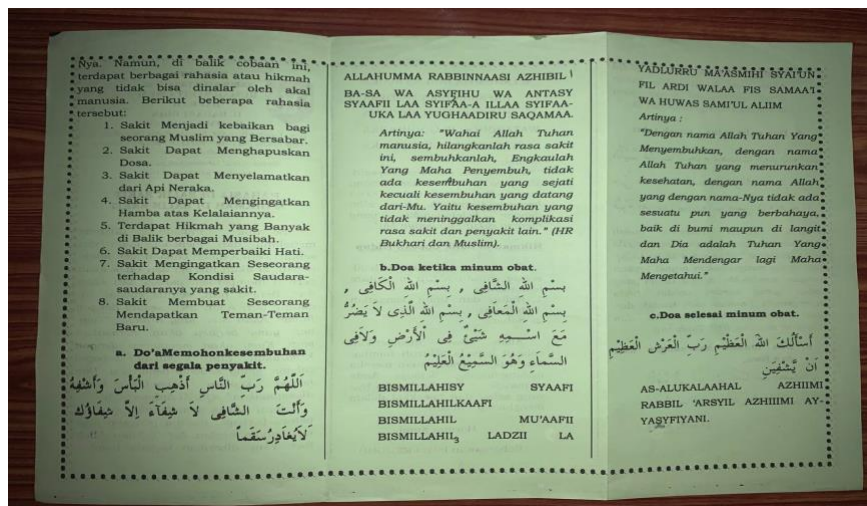 Nya. Namun, di balik cobaan ini,
terdapat berbagai rahasia atau hikmah
yang tidak bisa dinalar oleh akal
manusia. Berikut beberapa rahasia
tersebut:
1. Sakit Menjadi kebaikan bagi
seorang Muslim yang Bersabar.
2. Sakit Dapat Menghapuskan
Dosa.
3. Sakit Dapat Menyelamatkan
dari Api Neraka.
4. Sakit Dapat Mengingatkan
Hamba atas Kelalaiannya.
5. Terdapat Hikmah yang Banyak
di Balik berbagai Musibah.
6. Sakit Dapat Memperbaiki Hati.
7. Sakit Mengingatkan Seseorang
terhadap Kondisi Saudara-
saudaranya yang sakit.
8. Sakit Membuat Seseorang
Mendapatkan Teman-Teman
Baru.
a. Do'aMemohonkesembuhan
dari segala penyakit.
اَللّهُمَّ رَبَّ النَّاسِ أَذْهِبِ الْبَأْسَ وَأَشْفِهُ
وَأَنْتَ الشَّافِى لاَ شِفَآءَ اِلاَّ شِفَاؤُكَ
لاَيُغَادِرُ سَقَماً
ALLAHUMMA RABBINNAASI AZHIBIL
BA-SA WA ASYFIHU WA ANTASY
SYAAFII LAA SYIFAA-A ILLAA SYIFAA-
UKA LAA YUGHAADIRU SAQAMAA.
Artinya: "Wahai Allah Tuhan
manusia, hilangkanlah rasa sakit
ini, sembuhkanlah, Engkaulah
Yang Maha Penyembuh, tidak
ada kesembuhan yang sejati
kecuali kesembuhan yang datang
dari-Mu. Yaitu kesembuhan yang
tidak meninggalkan komplikasi
rasa sakit dan penyakit lain." (HR
Bukhari dan Muslim).
b.Doa ketika minum obat.
بِسْمِ اللهِ الشَّافِى , بِسْمِ اللهِ الْكَافِى ,
بِسْمِ اللهِ الْمَعَافِى , بِسْمِ اللهِ الَّذِى لاَ يَضُرُّ
مَعَ اسْـــمِهِ شَئْيٌ فِى اْلأَرْضِ وَلاَفِى
السَّمَاءِ وَهُوَ السَّمِيْعُ الْعَلِيْمُ
BISMILLAHISY SYAAFI
BISMILLAHILKAAFI
BISMILLAHIL MU'AAFII
BISMILLAHIL LADZII LA
3
YADLURRU MA'ASMIHI SYAI'UN
FIL ARDI WALAA FIS SAMAA'I
WA HUWAS SAMI'UL ALIIM
Artinya :
"Dengan nama Allah Tuhan Yang
Menyembuhkan, dengan nama
Allah Tuhan yang menurunkan
kesehatan, dengan nama Allah
yang dengan nama-Nya tidak ada
sesuatu pun yang berbahaya,
baik di bumi maupun di langit
dan Dia adalah Tuhan Yang
Maha Mendengar lagi Maha
Mengetahui."
c.Doa selesai minum obat.
أَسْأَلُكَ اللهَ الْعَظِيْمِ رَبِّ الْعَرْشِ الْعَظِيْمِ
اَنْ يَّشْفِيَنِ
AS-ALUKALAAHAL AZHIIMI
RABBIL 'ARSYIL AZHIIIMI AY-
YASYFIYANI.